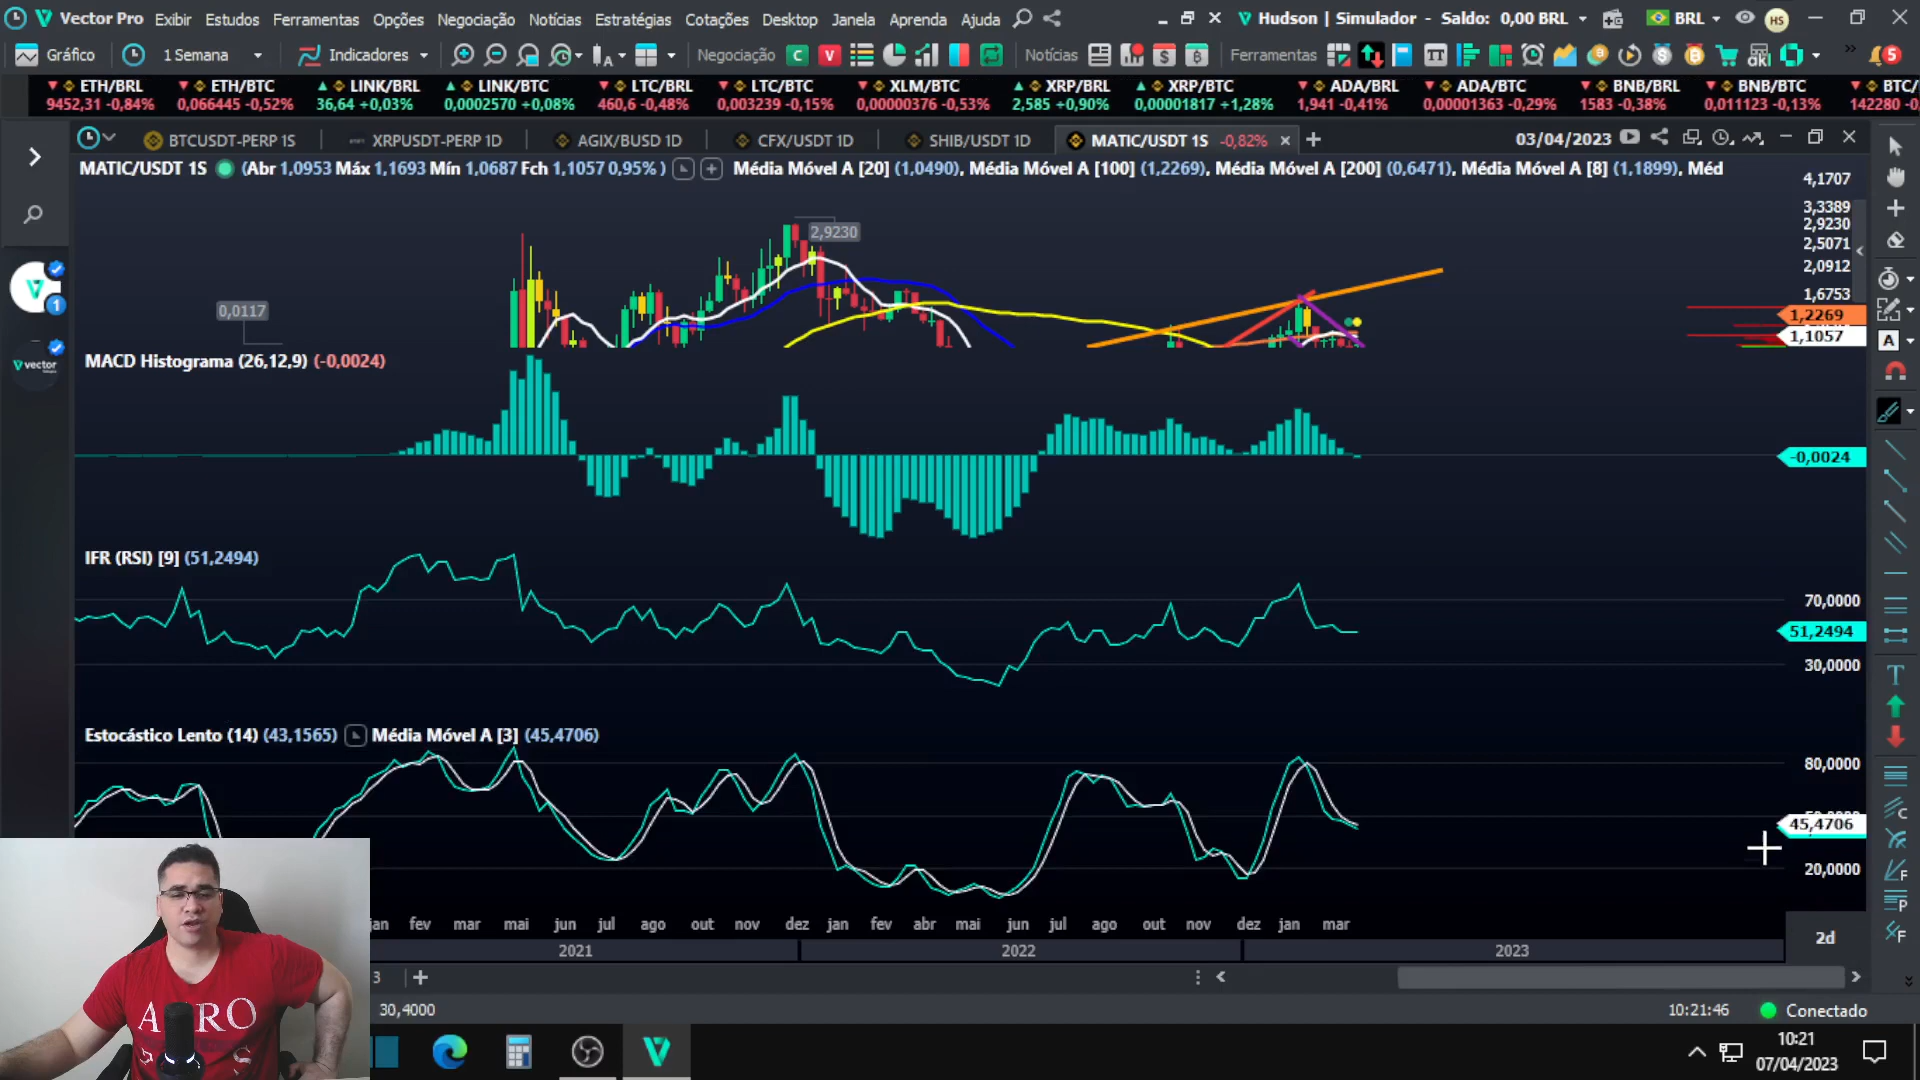 Vector Pro Exibir Estudos Ferramentas Opções Negociação Notícias Estratégias Cotações Desktop Janela Aprenda Ajuda Hudson | Simulador - Saldo: 0,00 BRL BRL HS
Gráfico 1 Semana Indicadores Negociação C V Notícias Ferramentas 5
ETH/BRL ETH/BTC LINK/BRL LINK/BTC LTC/BRL LTC/BTC XLM/BTC XRP/BRL XRP/BTC ADA/BRL ADA/BTC BNB/BRL BNB/BTC BTC/
9452,31 -0,84% 0,066445 -0,52% 36,64 +0,03% 0,0002570 +0,08% 460,6 -0,48% 0,003239 -0,15% 0,00000376 -0,53% 2,585 +0,90% 0,00001817 +1,28% 1,941 -0,41% 0,00001363 -0,29% 1583 -0,38% 0,011123 -0,13% 142280 -0,
BTCUSDT-PERP 1S XRPUSDT-PERP 1D AGIX/BUSD 1D CFX/USDT 1D SHIB/USDT 1D MATIC/USDT 1S -0,82% 03/04/2023
MATIC/USDT 1S (Abr 1,0953 Máx 1,1693 Mín 1,0687 Fch 1,1057 0,95% ) Média Móvel A [20] (1,0490), Média Móvel A [100] (1,2269), Média Móvel A [200] (0,6471), Média Móvel A [8] (1,1899), Méd
4,1707
3,3389
2,9230
2,5071
2,0912
1,6753
1,2269
1,1057
2,9230
0,0117
1
vector
A
MACD Histograma (26,12,9) (-0,0024)
-0,0024
IFR (RSI) [9] (51,2494)
70,0000
51,2494
30,0000
Estocástico Lento (14) (43,1565) Média Móvel A [3] (45,4706)
80,0000
45,4706
20,0000
T
C
F
P
F
jan fev mar mai jun jul ago out nov dez jan fev abr mai jun jul ago out nov dez jan mar
2021 2022 2023
2d
3
30,4000
10:21:46 Conectado
10:21
07/04/2023